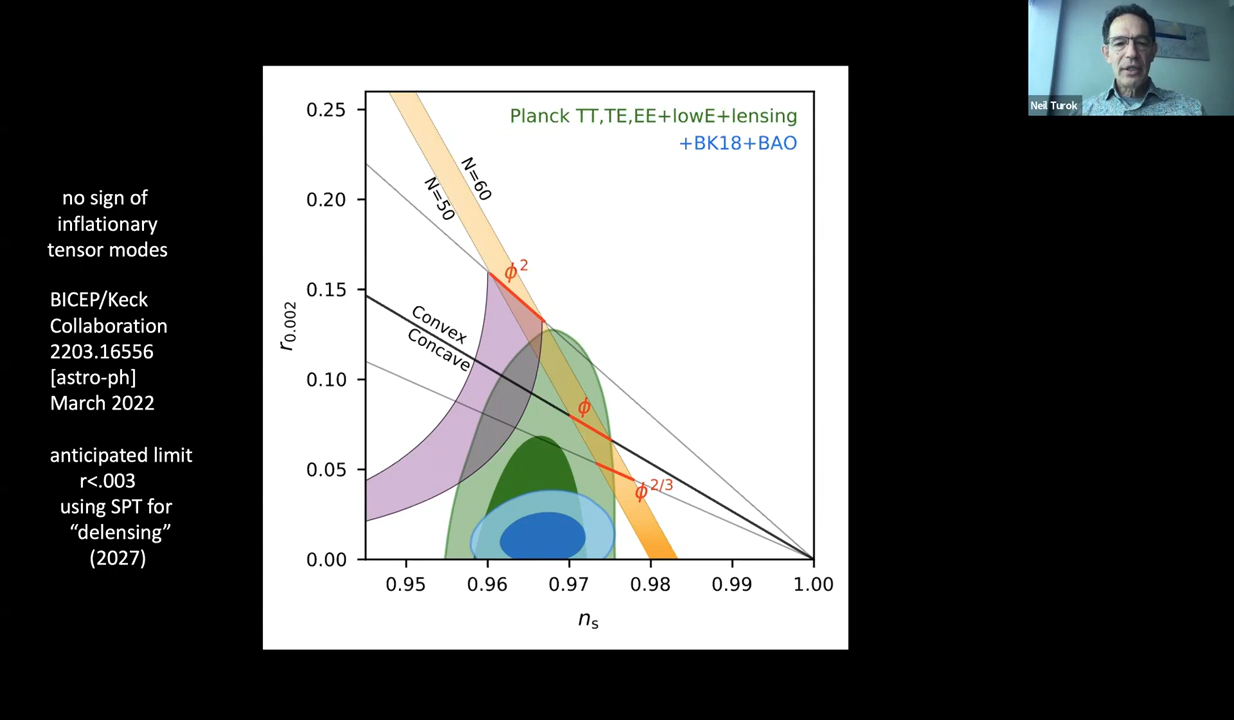 no sign of
inflationary
tensor modes
BICEP/Keck
Collaboration
2203.16556
[astro-ph]
March 2022
anticipated limit
r<.003
using SPT for
“delensing”
(2027)
Planck TT,TE,EE+lowE+lensing
+BK18+BAO
N=60
N=50
ϕ²
Convex
Concave
ϕ
ϕ²/³
0.25
0.20
0.15
0.10
0.05
0.00
r0.002
0.95 0.96 0.97 0.98 0.99 1.00
ns
Neil Turok